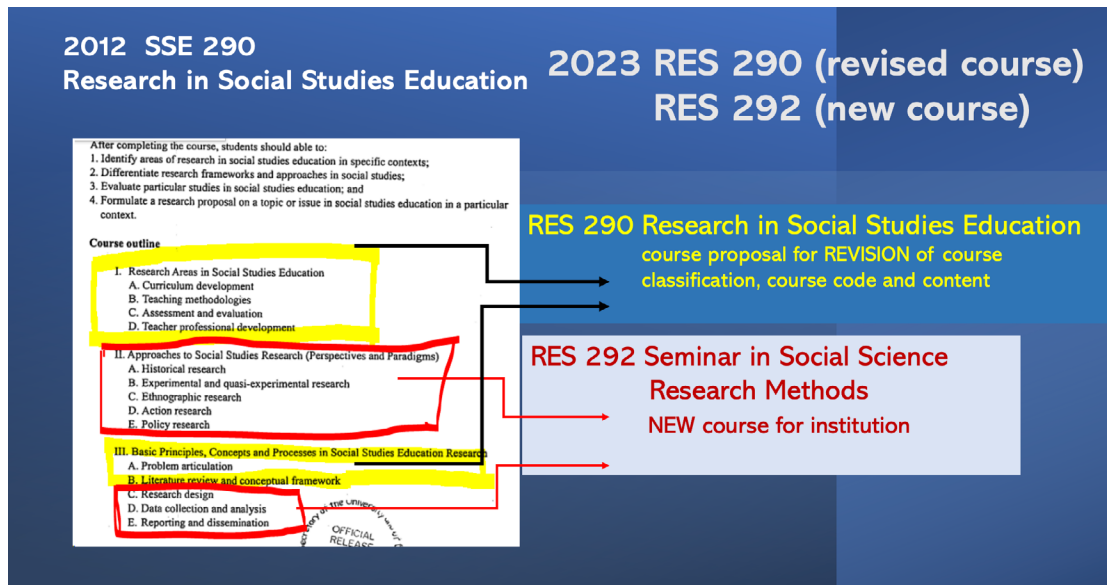 2012 SSE 290
Research in Social Studies Education
2023 RES 290 (revised course)
RES 292 (new course)
After completing the course, students should able to:
1. Identify areas of research in social studies education in specific contexts;
2. Differentiate research frameworks and approaches in social studies;
3. Evaluate particular studies in social studies education; and
4. Formulate a research proposal on a topic or issue in social studies education in a particular
context.
Course outline
I. Research Areas in Social Studies Education
A. Curriculum development
B. Teaching methodologies
C. Assessment and evaluation
D. Teacher professional development
II. Approaches to Social Studies Research (Perspectives and Paradigms)
A. Historical research
B. Experimental and quasi-experimental research
C. Ethnographic research
D. Action research
E. Policy research
III. Basic Principles, Concepts and Processes in Social Studies Education Research
A. Problem articulation
B. Literature review and conceptual framework
C. Research design
D. Data collection and analysis
E. Reporting and dissemination
of the University
OFFICIAL
RELEASE
RES 290 Research in Social Studies Education
course proposal for REVISION of course
classification, course code and content
RES 292 Seminar in Social Science
Research Methods
NEW course for institution